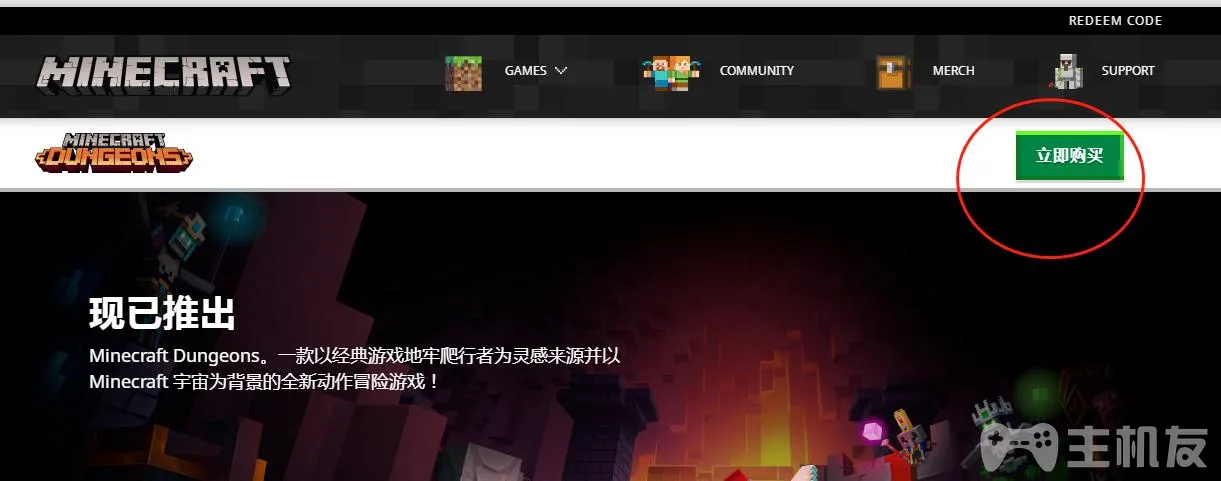 REDEEM CODE
MINECRAFT
GAMES
COMMUNITY
MERCH
SUPPORT
MINECRAFT
DUNGEONS
立即购买
现已推出
Minecraft Dungeons。一款以经典游戏地牢爬行者为灵感来源并以
Minecraft 宇宙为背景的全新动作冒险游戏！
主机友